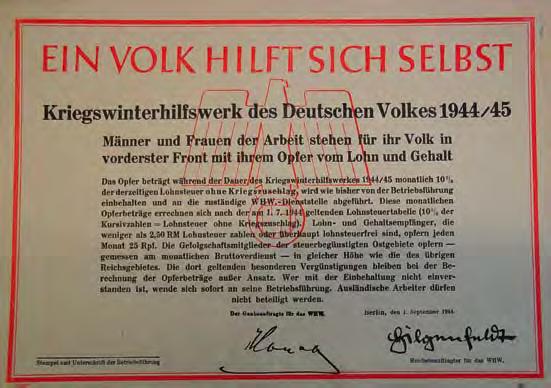 EIN VOLK HILFT SICH SELBST
Kriegswinterhilfswerk des Deutschen Volkes 1944/45
Männer und Frauen der Arbeit stehen für ihr Volk in
vorderster Front mit ihrem Opfer vom Lohn und Gehalt
Das Opfer beträgt während der Dauer des Kriegswinterhilfswerkes 1944/45 monatlich 10%
der derzeitigen Lohnsteuer ohne Kriegszuschlag, wird wie bisher von der Betriebsführung
einbehalten und an die zuständige WHW.-Dienststelle abgeführt. Diese monatlichen
Opferbeträge errechnen sich nach der am 1. 7. 1944 geltenden Lohnsteuertabelle (10% der
Kursivzahlen — Lohnsteuer ohne Kriegszuschlag). Lohn- und Gehaltsempfänger, die
weniger als 2,50 RM Lohnsteuer zahlen oder überhaupt lohnsteuerfrei sind, opfern jeden
Monat 25 Rpf. Die Gefolgschaftsmitglieder der steuerbegünstigten Ostgebiete opfern —
gemessen am monatlichen Bruttoverdienst — in gleicher Höhe wie die des übrigen
Reichsgebietes. Die dort geltenden besonderen Vergünstigungen bleiben bei der Be-
rechnung der Opferbeträge außer Ansatz. Wer mit der Einbehaltung nicht einver-
standen ist, wende sich sofort an seine Betriebsführung. Ausländische Arbeiter dürfen
nicht beteiligt werden.
Der Gaubeauftragte für das WHW. Berlin, den 1. September 1944
Hilgenfeldt
Stempel und Unterschrift der Betriebsführung Reichsbeauftragter für das WHW.